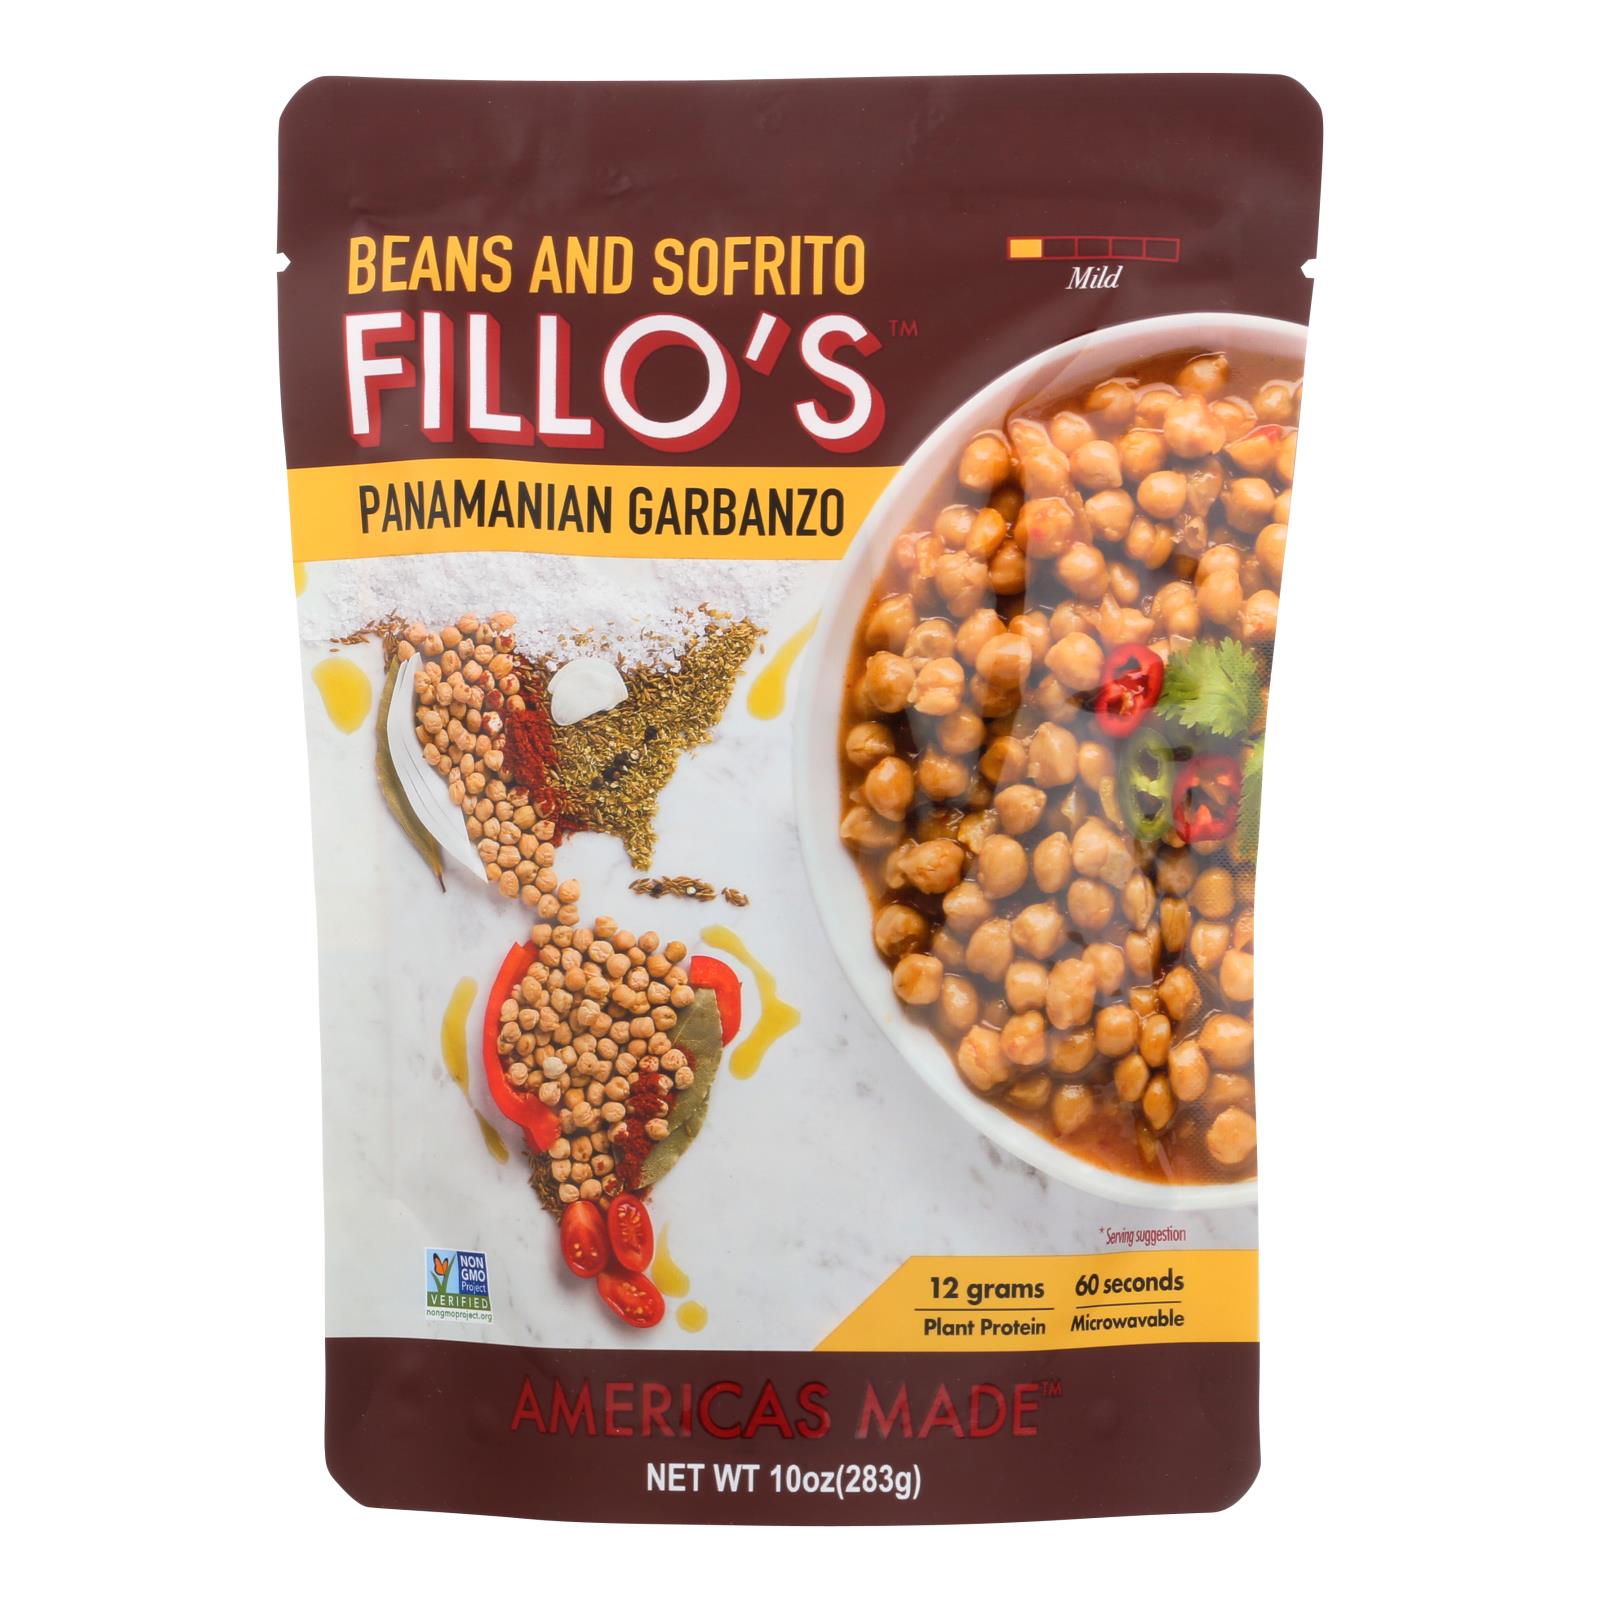 BEANS AND SOFRITO
Mild
FILLO'S™
PANAMANIAN GARBANZO
*Serving suggestion
NON
GMO
Project
VERIFIED
nongmoproject.org
12 grams
Plant Protein
60 seconds
Microwavable
AMERICAS MADE™
NET WT 10oz(283g)